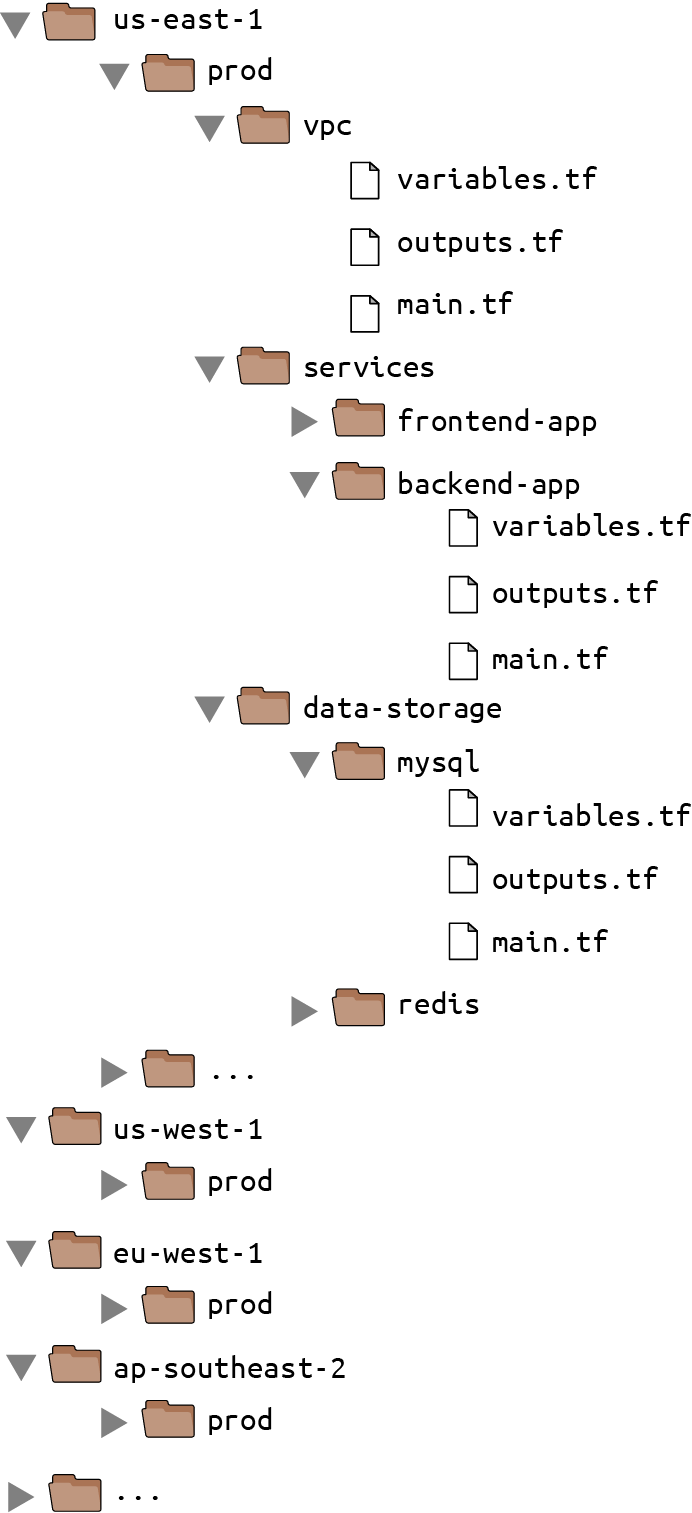 us-east-1
prod
vpc
variables.tf
outputs.tf
main.tf
services
frontend-app
backend-app
variables.tf
outputs.tf
main.tf
data-storage
mysql
variables.tf
outputs.tf
main.tf
redis
...
us-west-1
prod
eu-west-1
prod
ap-southeast-2
prod
...